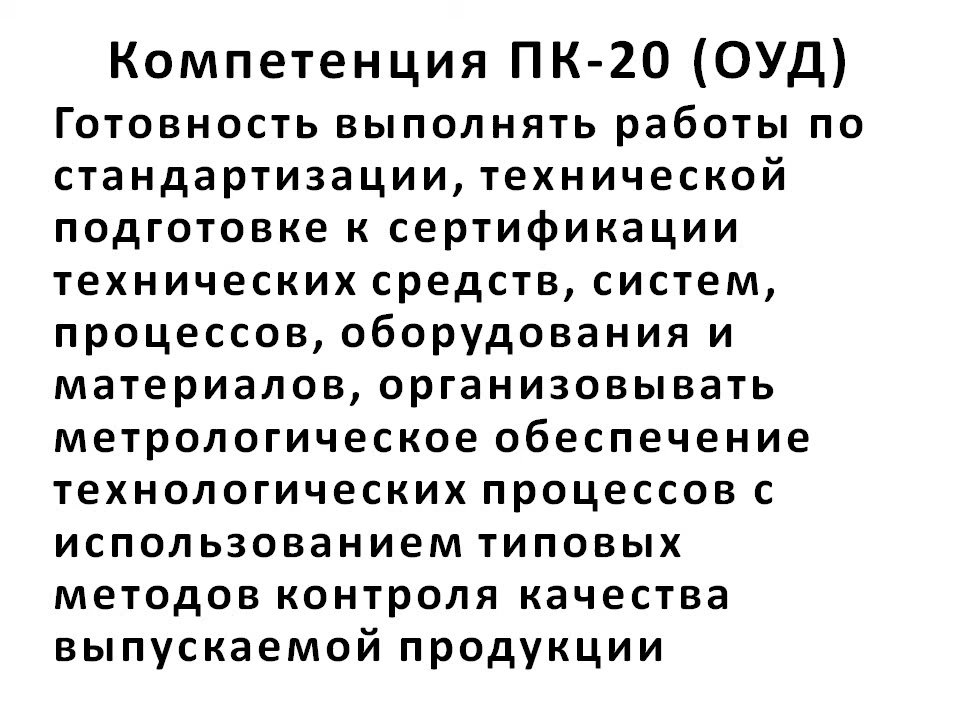 Компетенция ПК-20 (ОУД)
Готовность выполнять работы по
стандартизации, технической
подготовке к сертификации
технических средств, систем,
процессов, оборудования и
материалов, организовывать
метрологическое обеспечение
технологических процессов с
использованием типовых
методов контроля качества
выпускаемой продукции